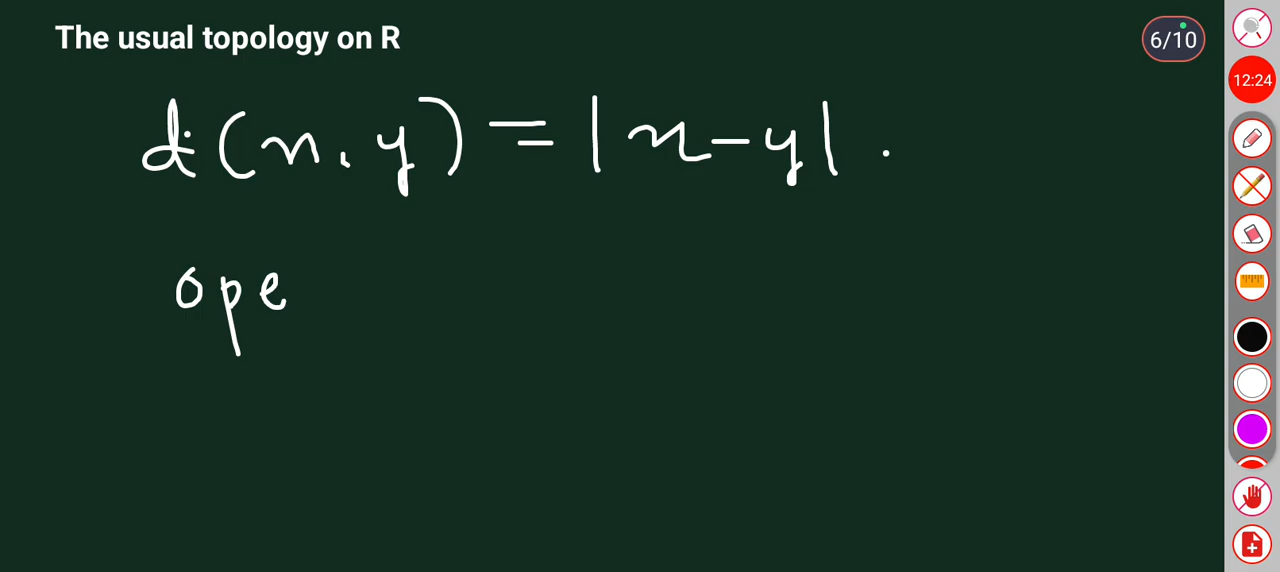 The usual topology on R
6/10
12:24
d(x, y) = |x-y|.
ope